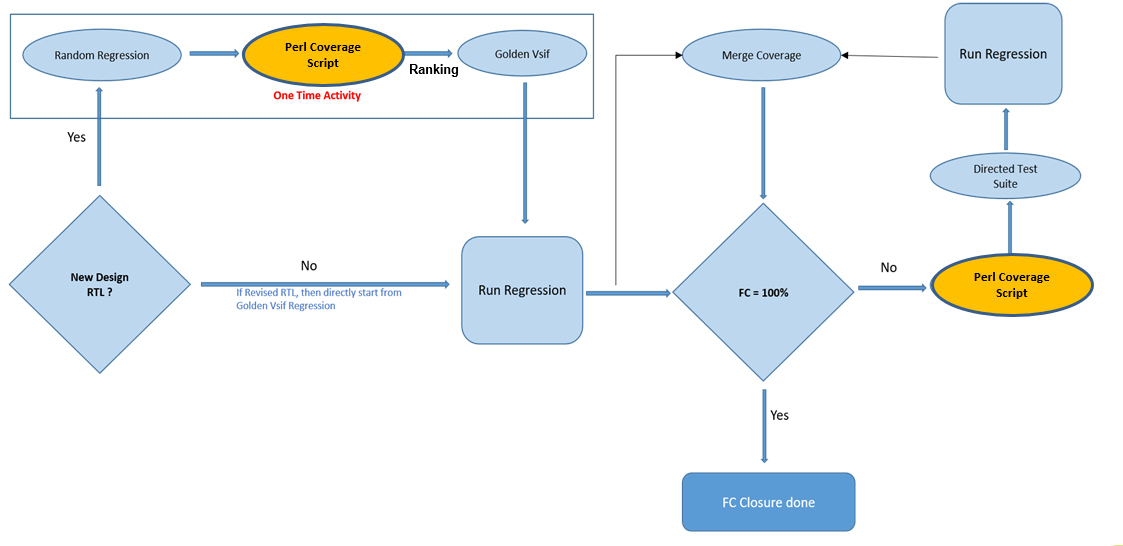 Random Regression
Perl Coverage
Script
Ranking
Golden Vsif
One Time Activity
Merge Coverage
Run Regression
Yes
Directed Test
Suite
New Design
RTL ?
No
If Revised RTL, then directly start from
Golden Vsif Regression
Run Regression
FC = 100%
No
Perl Coverage
Script
Yes
FC Closure done